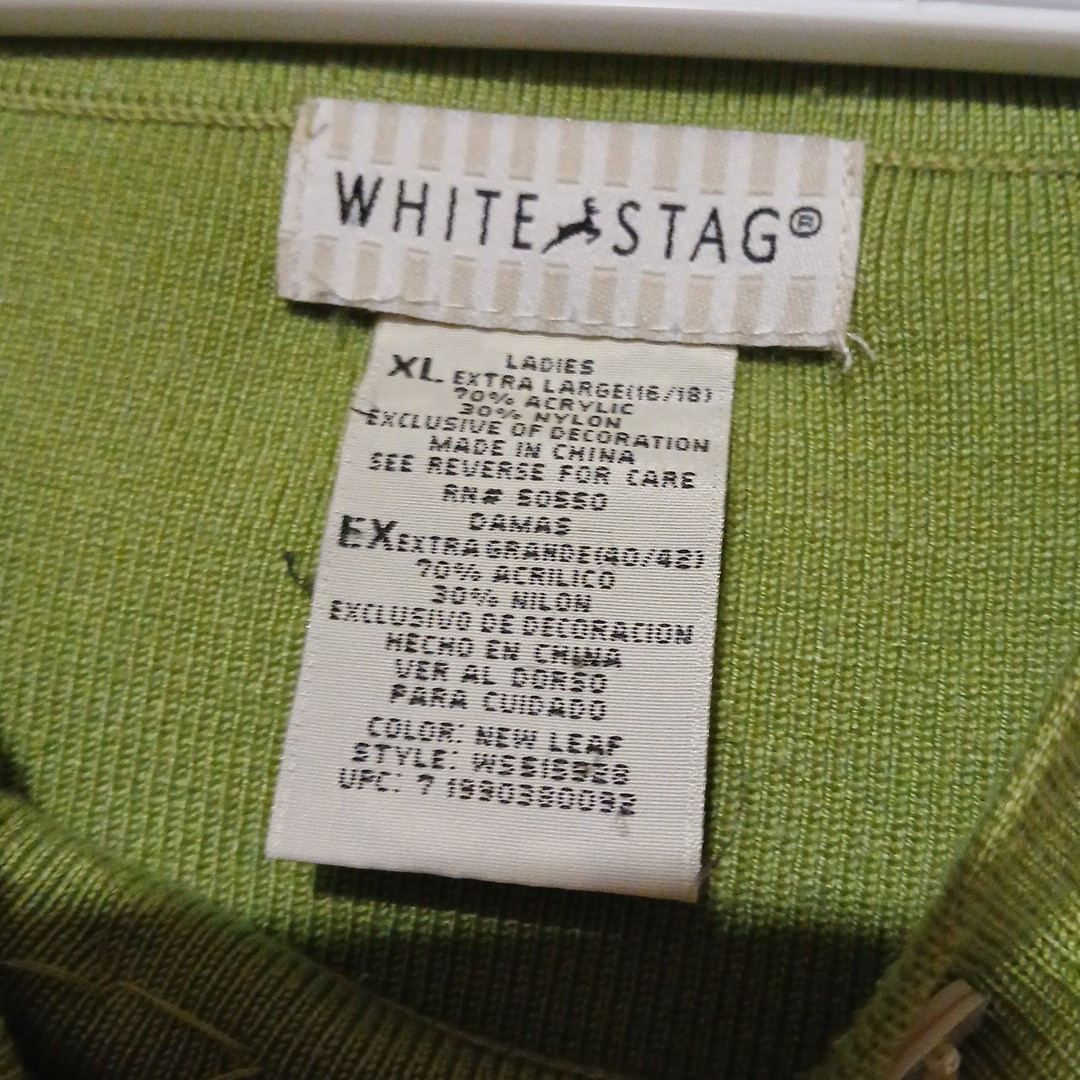 WHITE STAG®
XL LADIES
EXTRA LARGE(16/18)
70% ACRYLIC
30% NYLON
EXCLUSIVE OF DECORATION
MADE IN CHINA
SEE REVERSE FOR CARE
RN# 50550
DAMAS
EX EXTRA GRANDE(40/42)
70% ACRILICO
30% NILON
EXCLUSIVO DE DECORACION
HECHO EN CHINA
VER AL DORSO
PARA CUIDADO
COLOR: NEW LEAF
STYLE:
UPC: